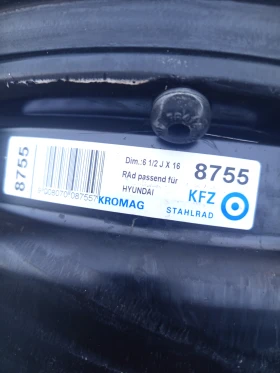 8755
Dim.:6 1/2 J X 16
RAd passend für
HYUNDAI
KROMAG
8755
KFZ
STAHLRAD